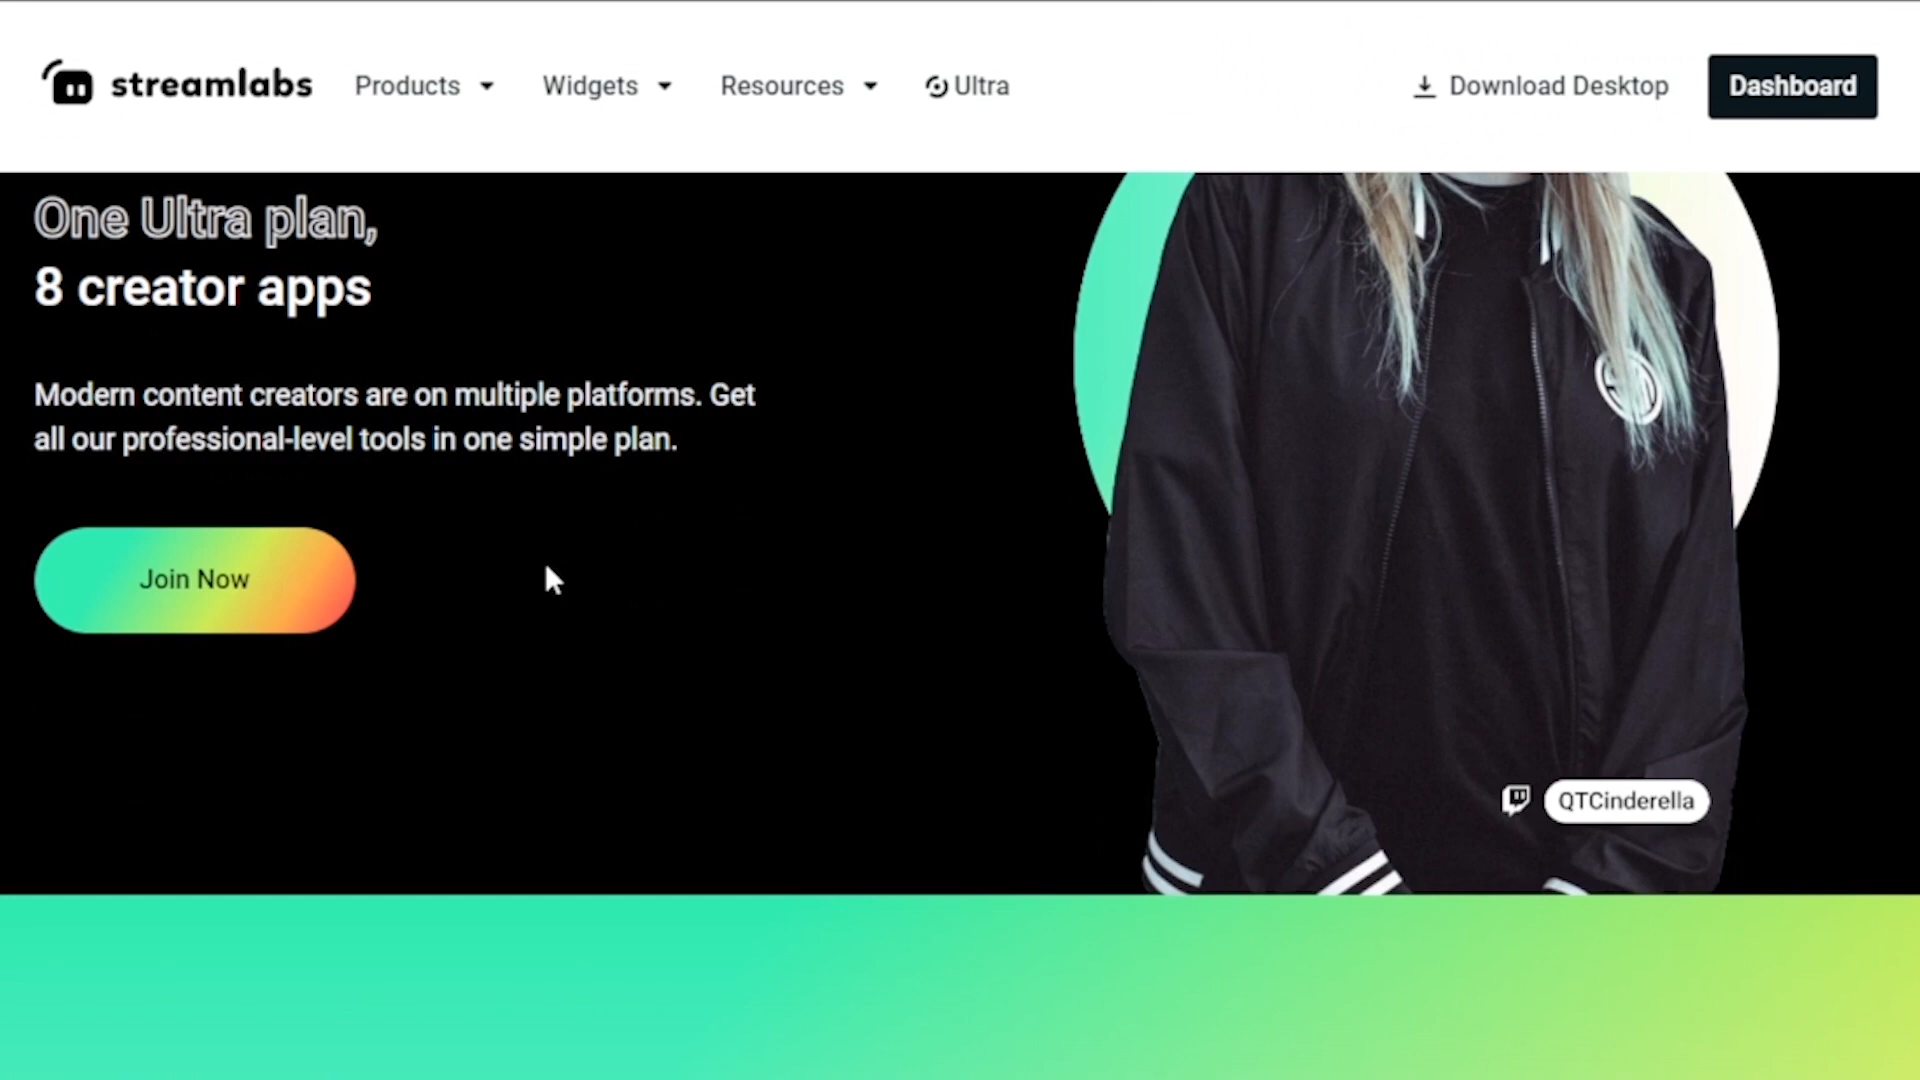 streamlabs
Products
Widgets
Resources
Ultra
Download Desktop
Dashboard
One Ultra plan,
8 creator apps
Modern content creators are on multiple platforms. Get
all our professional-level tools in one simple plan.
Join Now
QTCinderella